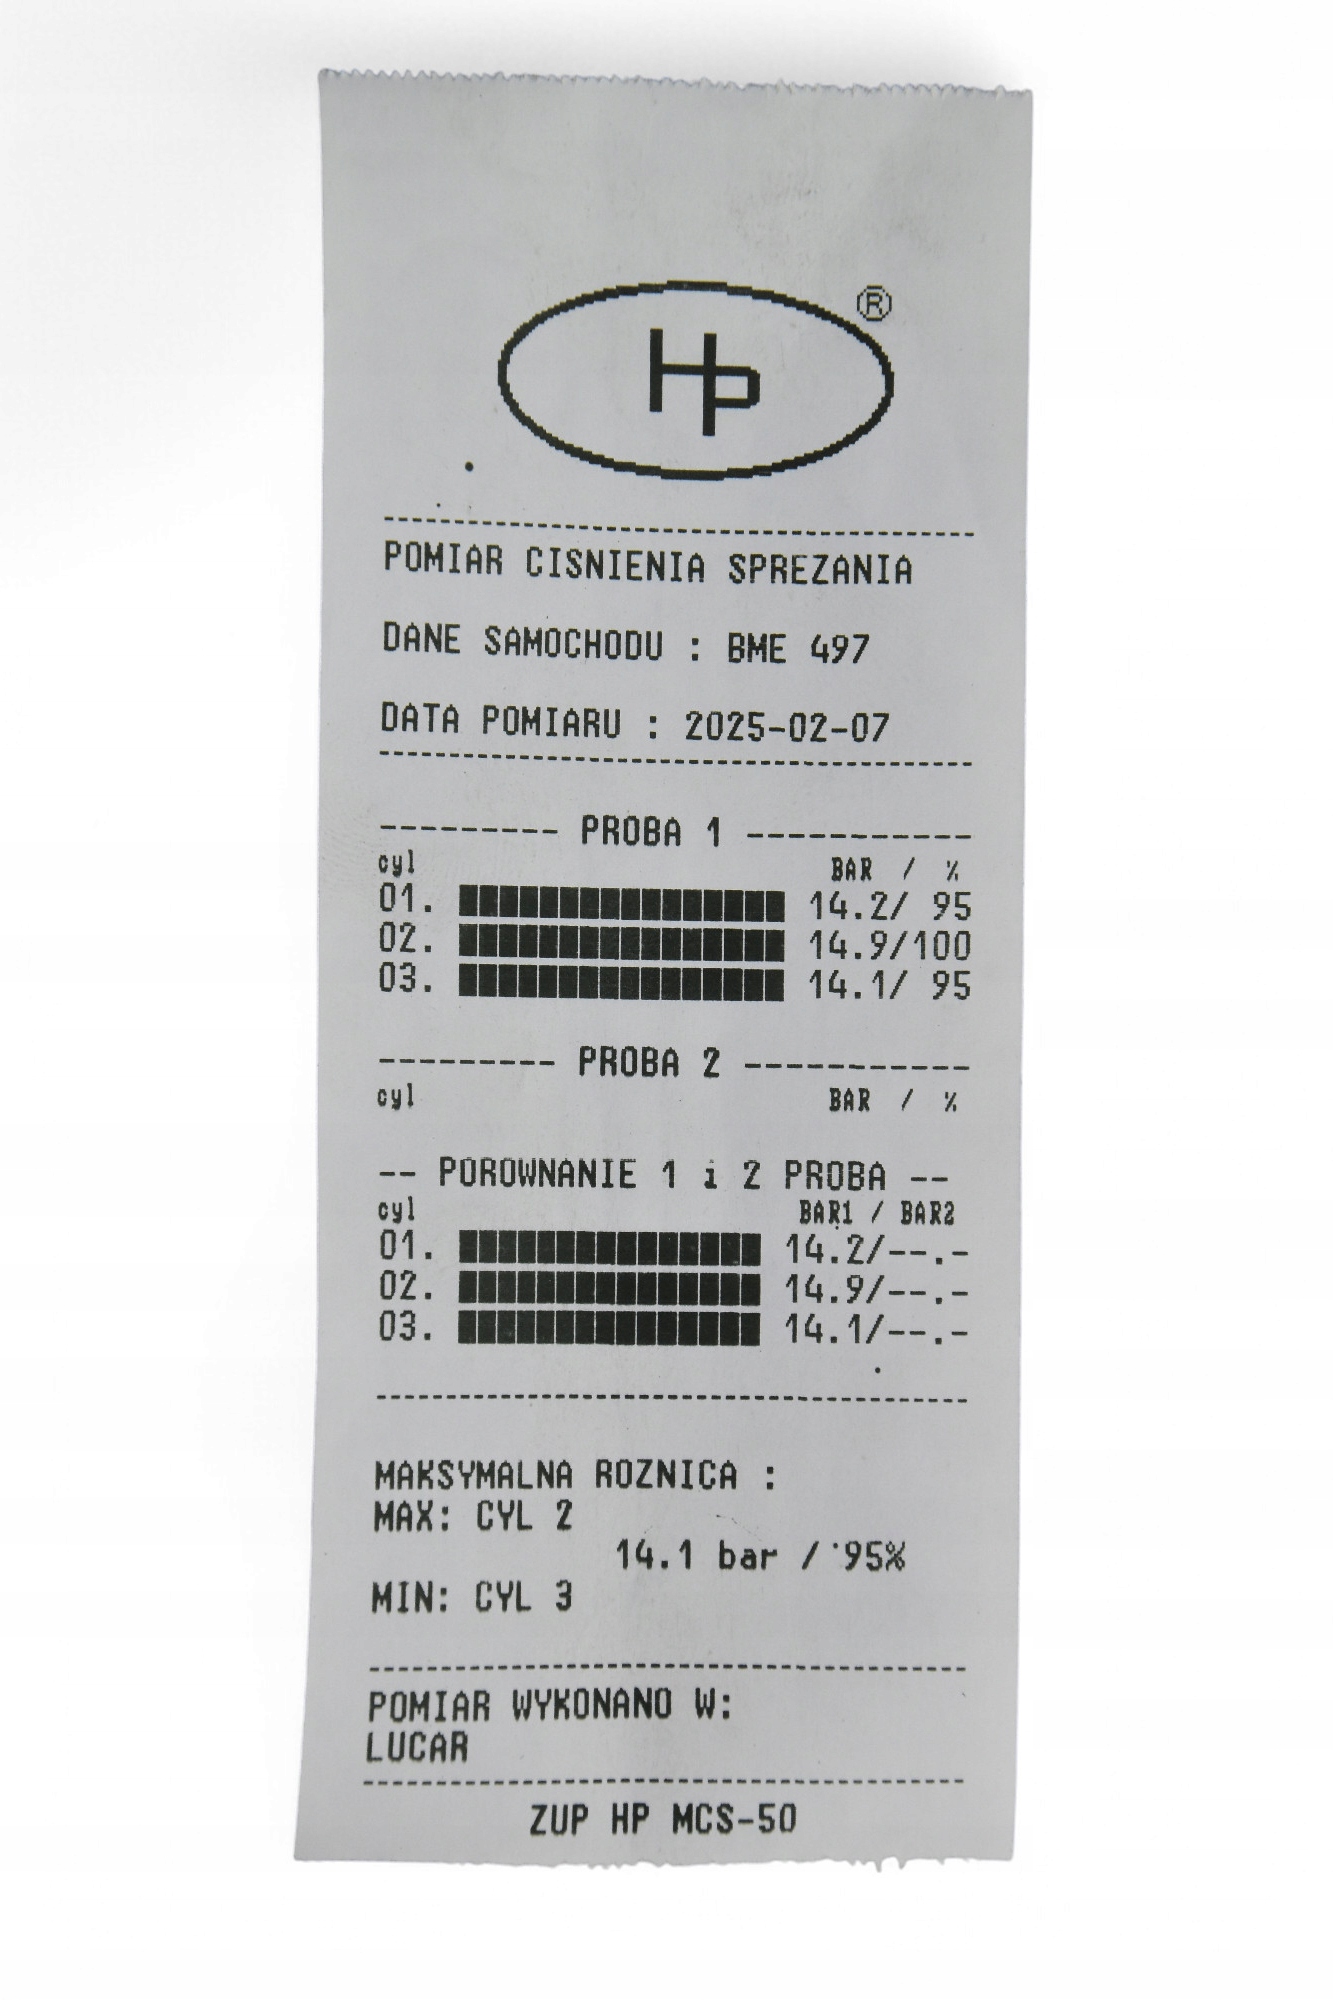 HP ®
POMIAR CISNIENIA SPREZANIA
DANE SAMOCHODU : BME 497
DATA POMIARU : 2025-02-07
--------- PROBA 1 -----------
cyl BAR / %
01. 14.2/ 95
02. 14.9/100
03. 14.1/ 95
--------- PROBA 2 -----------
cyl BAR / %
-- POROWNANIE 1 i 2 PROBA --
cyl BAR1 / BAR2
01. 14.2/--.-
02. 14.9/--.-
03. 14.1/--.-
MAKSYMALNA ROZNICA :
MAX: CYL 2
14.1 bar / 95%
MIN: CYL 3
POMIAR WYKONANO W:
LUCAR
ZUP HP MCS-50